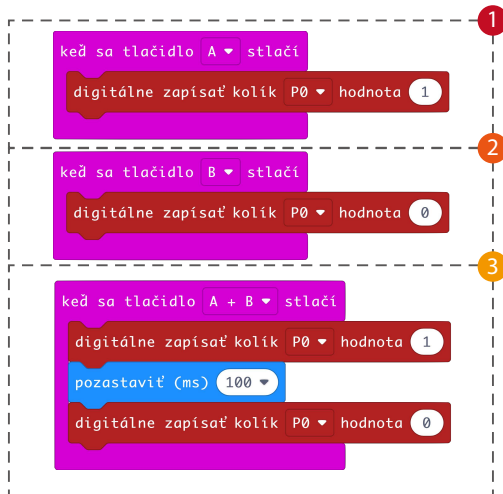 1
keď sa tlačidlo A stlačí
digitálne zapísať kolík P0 hodnota 1
2
keď sa tlačidlo B stlačí
digitálne zapísať kolík P0 hodnota 0
3
keď sa tlačidlo A + B stlačí
digitálne zapísať kolík P0 hodnota 1
pozastaviť (ms) 100
digitálne zapísať kolík P0 hodnota 0